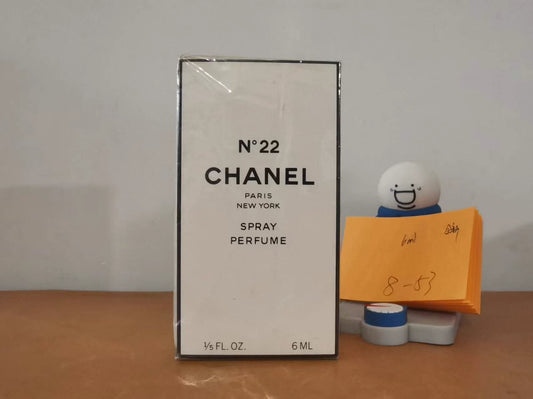 N°22
CHANEL
PARIS
NEW YORK
SPRAY
PERFUME
⅕ FL. OZ. 6 ML
6ml
8-53